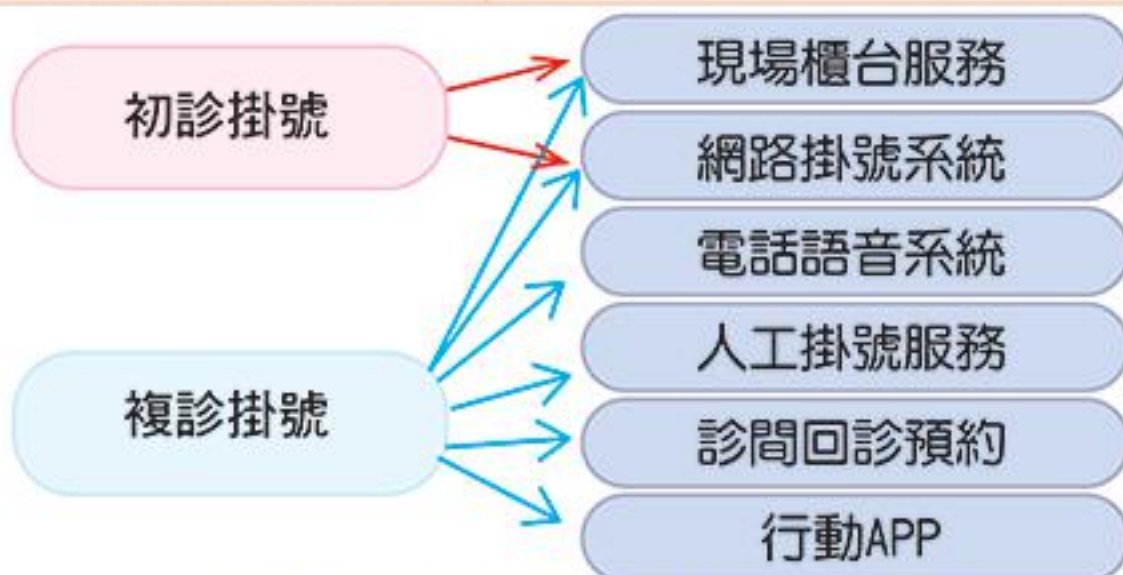 初診掛號
複診掛號
現場櫃台服務
網路掛號系統
電話語音系統
人工掛號服務
診間回診預約
行動APP